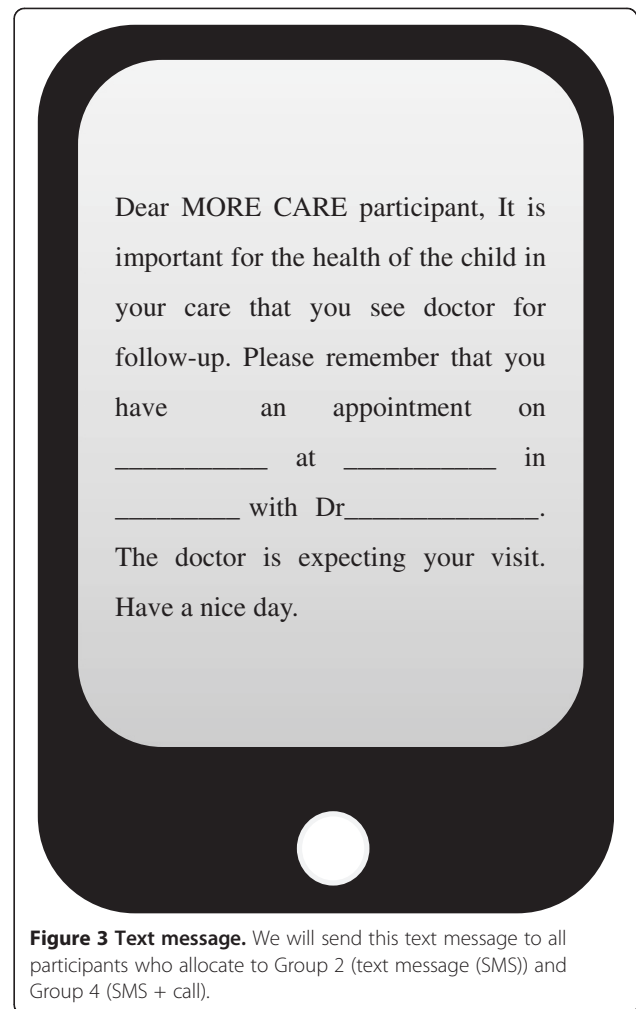 Dear MORE CARE participant, It is
important for the health of the child in
your care that you see doctor for
follow-up. Please remember that you
have an appointment on
___________ at ___________ in
_________ with Dr______________.
The doctor is expecting your visit.
Have a nice day.
Figure 3 Text message. We will send this text message to all
participants who allocate to Group 2 (text message (SMS)) and
Group 4 (SMS + call).